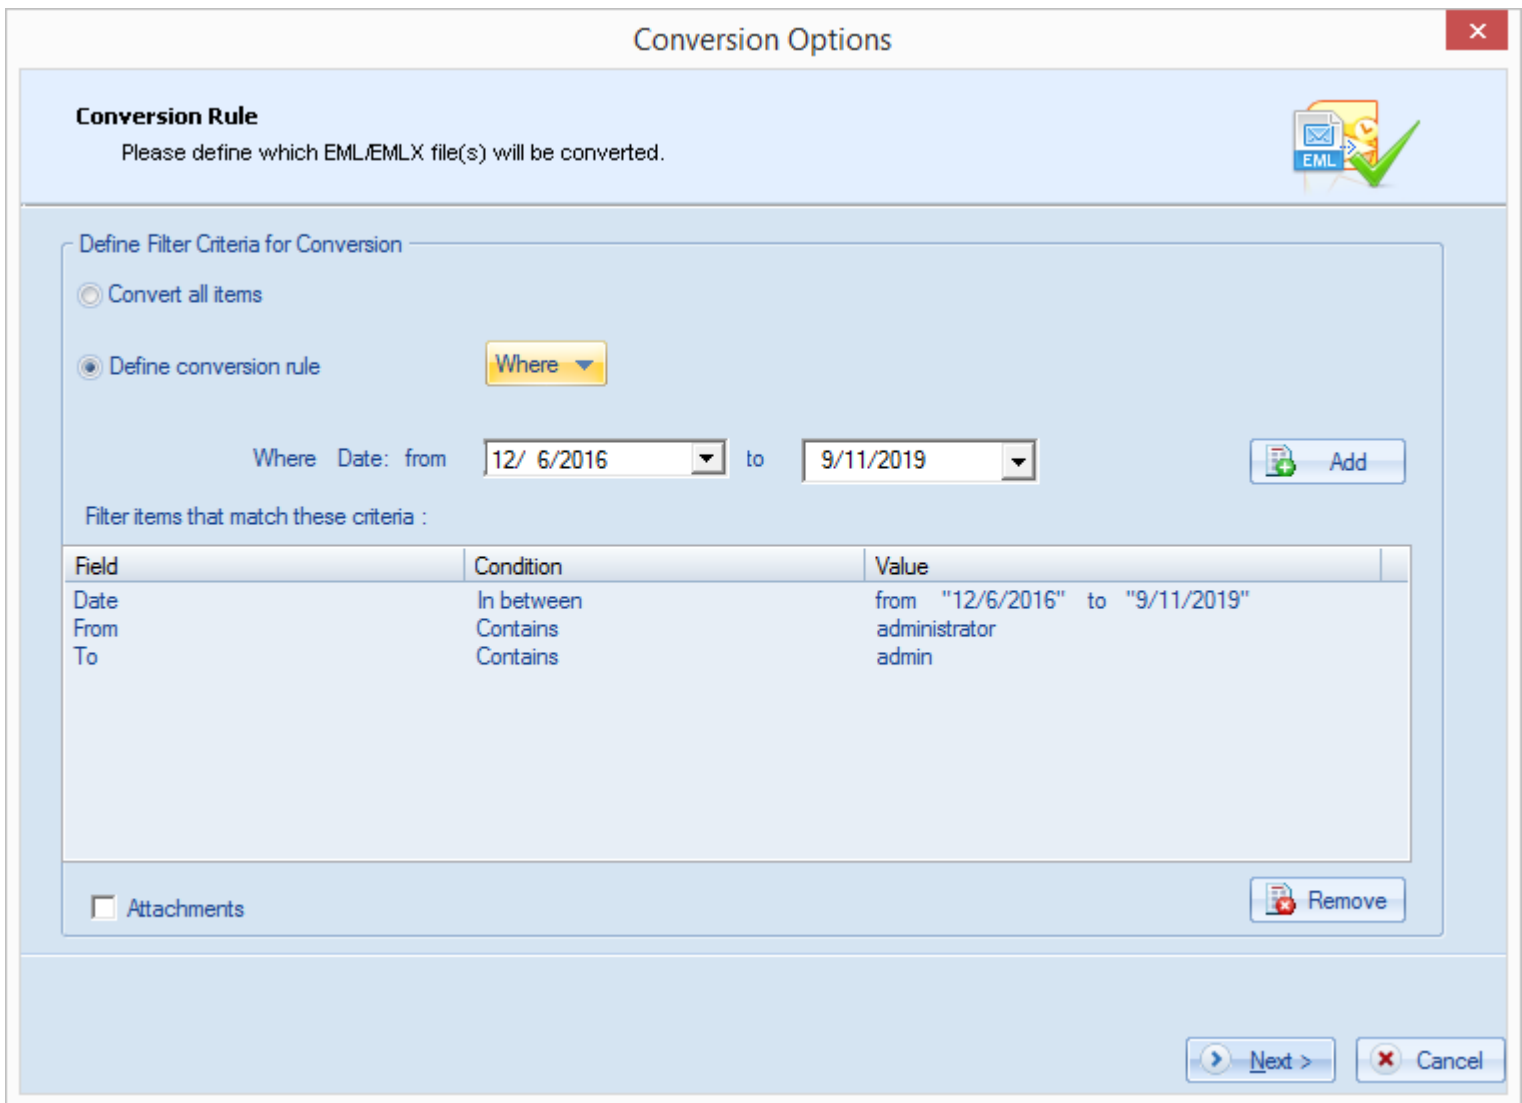 Conversion Options
Conversion Rule
Please define which EML/EMLX file(s) will be converted.
EML
Define Filter Criteria for Conversion
Convert all items
Define conversion rule Where
Where Date: from 12/ 6/2016 to 9/11/2019 Add
Filter items that match these criteria :
Field Condition Value
Date In between from "12/6/2016" to "9/11/2019"
From Contains administrator
To Contains admin
Attachments Remove
Next > Cancel